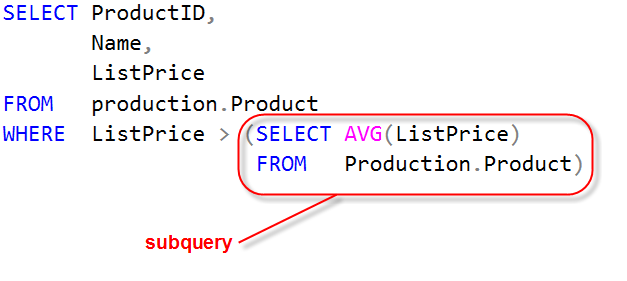 SELECT ProductID,
Name,
ListPrice
FROM production.Product
WHERE ListPrice > (SELECT AVG(ListPrice)
FROM Production.Product)
subquery